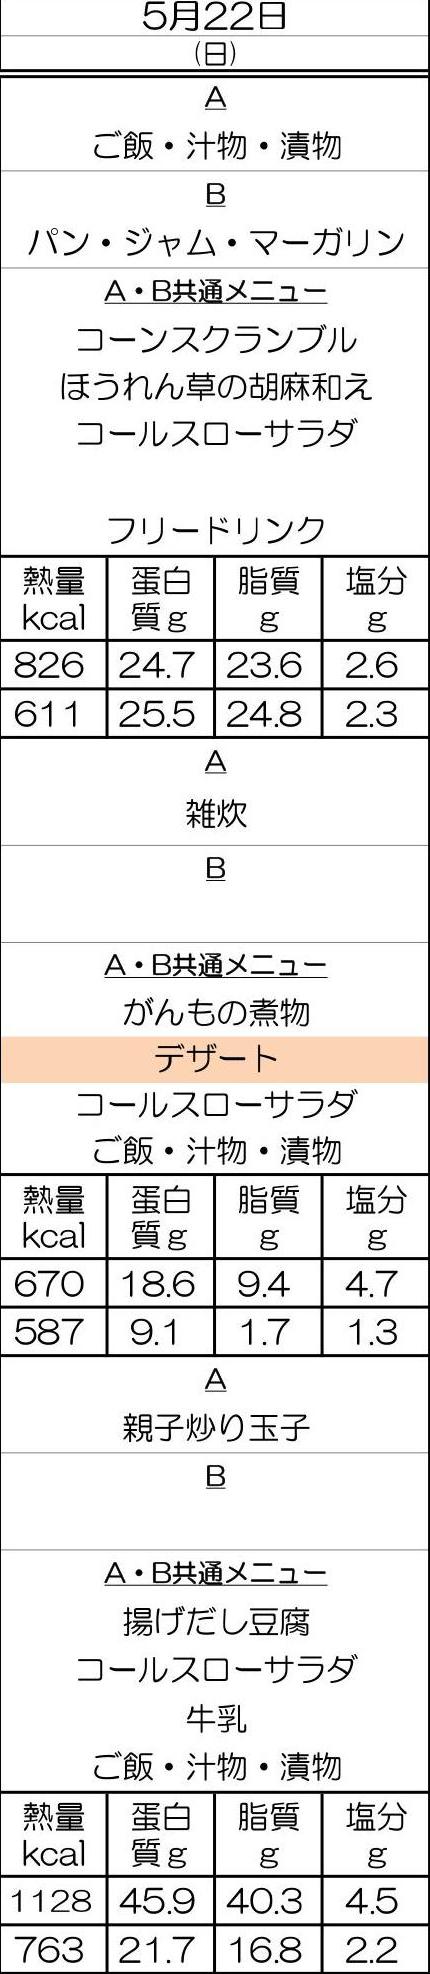 5月22日
(日)
A
ご飯・汁物・漬物
B
パン・ジャム・マーガリン
A・B共通メニュー
コーンスクランブル
ほうれん草の胡麻和え
コールスローサラダ
フリードリンク
熱量 蛋白 脂質 塩分
kcal 質g g g
826 24.7 23.6 2.6
611 25.5 24.8 2.3
A
雑炊
B
A・B共通メニュー
がんもの煮物
デザート
コールスローサラダ
ご飯・汁物・漬物
熱量 蛋白 脂質 塩分
kcal 質g g g
670 18.6 9.4 4.7
587 9.1 1.7 1.3
A
親子炒り玉子
B
A・B共通メニュー
揚げだし豆腐
コールスローサラダ
牛乳
ご飯・汁物・漬物
熱量 蛋白 脂質 塩分
kcal 質g g g
1128 45.9 40.3 4.5
763 21.7 16.8 2.2